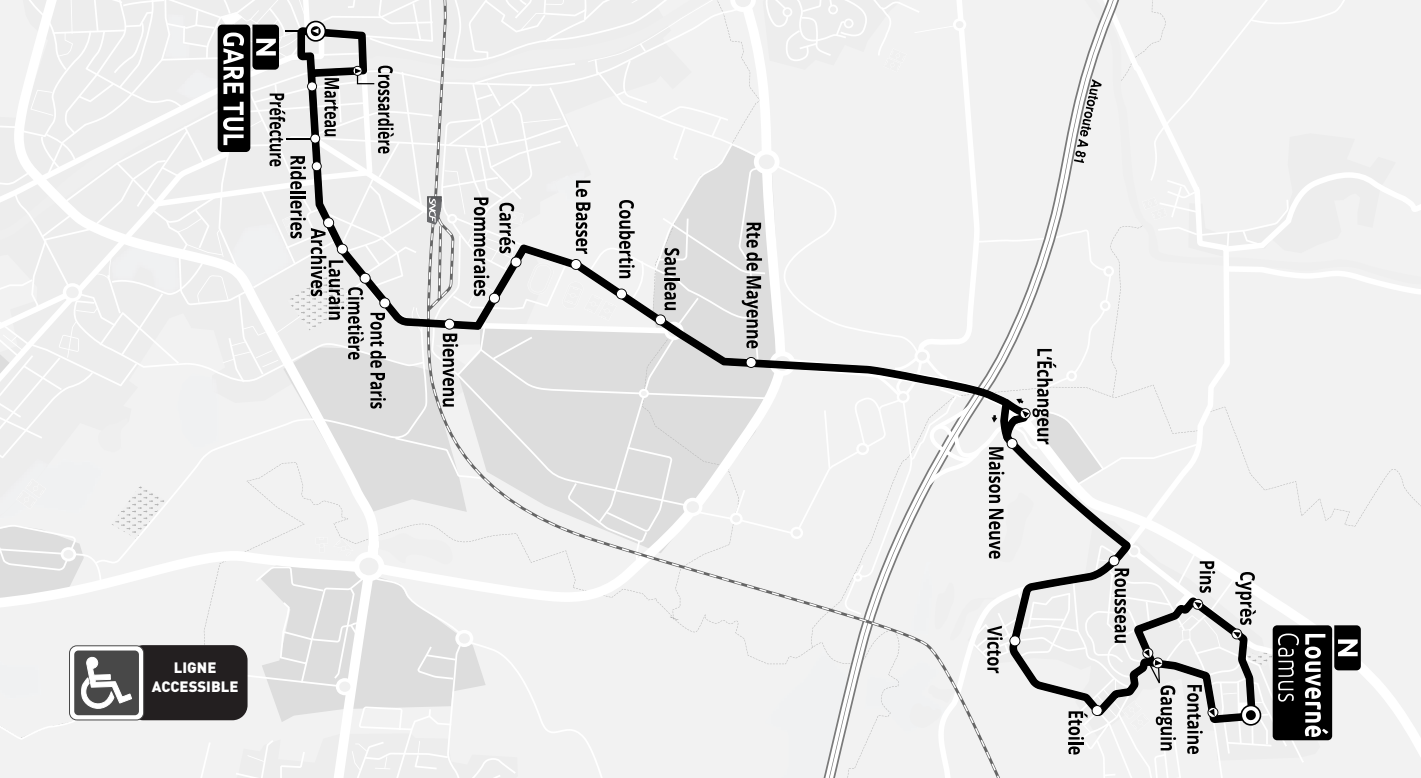 N
GARE TUL
Crossardière
Marteau
Préfecture
Ridelleries
Archives
Laurain
Cimetière
Pont de Paris
SNCF
Bienvenu
Pommeraies
Carrés
Le Basser
Coubertin
Sauleau
Rte de Mayenne
Autoroute A 81
L'Échangeur
Maison Neuve
Rousseau
Victor
Étoile
Gauguin
Fontaine
Pins
Cyprès
N
Louverné
Camus
LIGNE
ACCESSIBLE